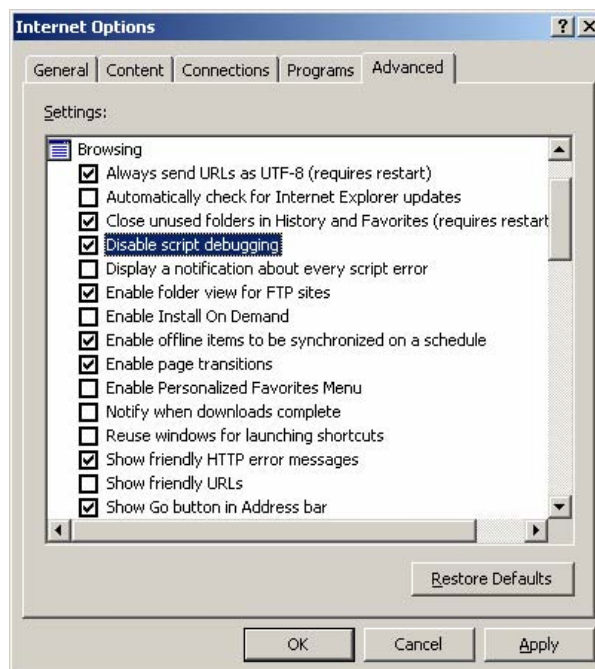 Internet Options
General Content Connections Programs Advanced
Settings:
Browsing
Always send URLs as UTF-8 (requires restart)
Automatically check for Internet Explorer updates
Close unused folders in History and Favorites (requires restart
Disable script debugging
Display a notification about every script error
Enable folder view for FTP sites
Enable Install On Demand
Enable offline items to be synchronized on a schedule
Enable page transitions
Enable Personalized Favorites Menu
Notify when downloads complete
Reuse windows for launching shortcuts
Show friendly HTTP error messages
Show friendly URLs
Show Go button in Address bar
Restore Defaults
OK Cancel Apply